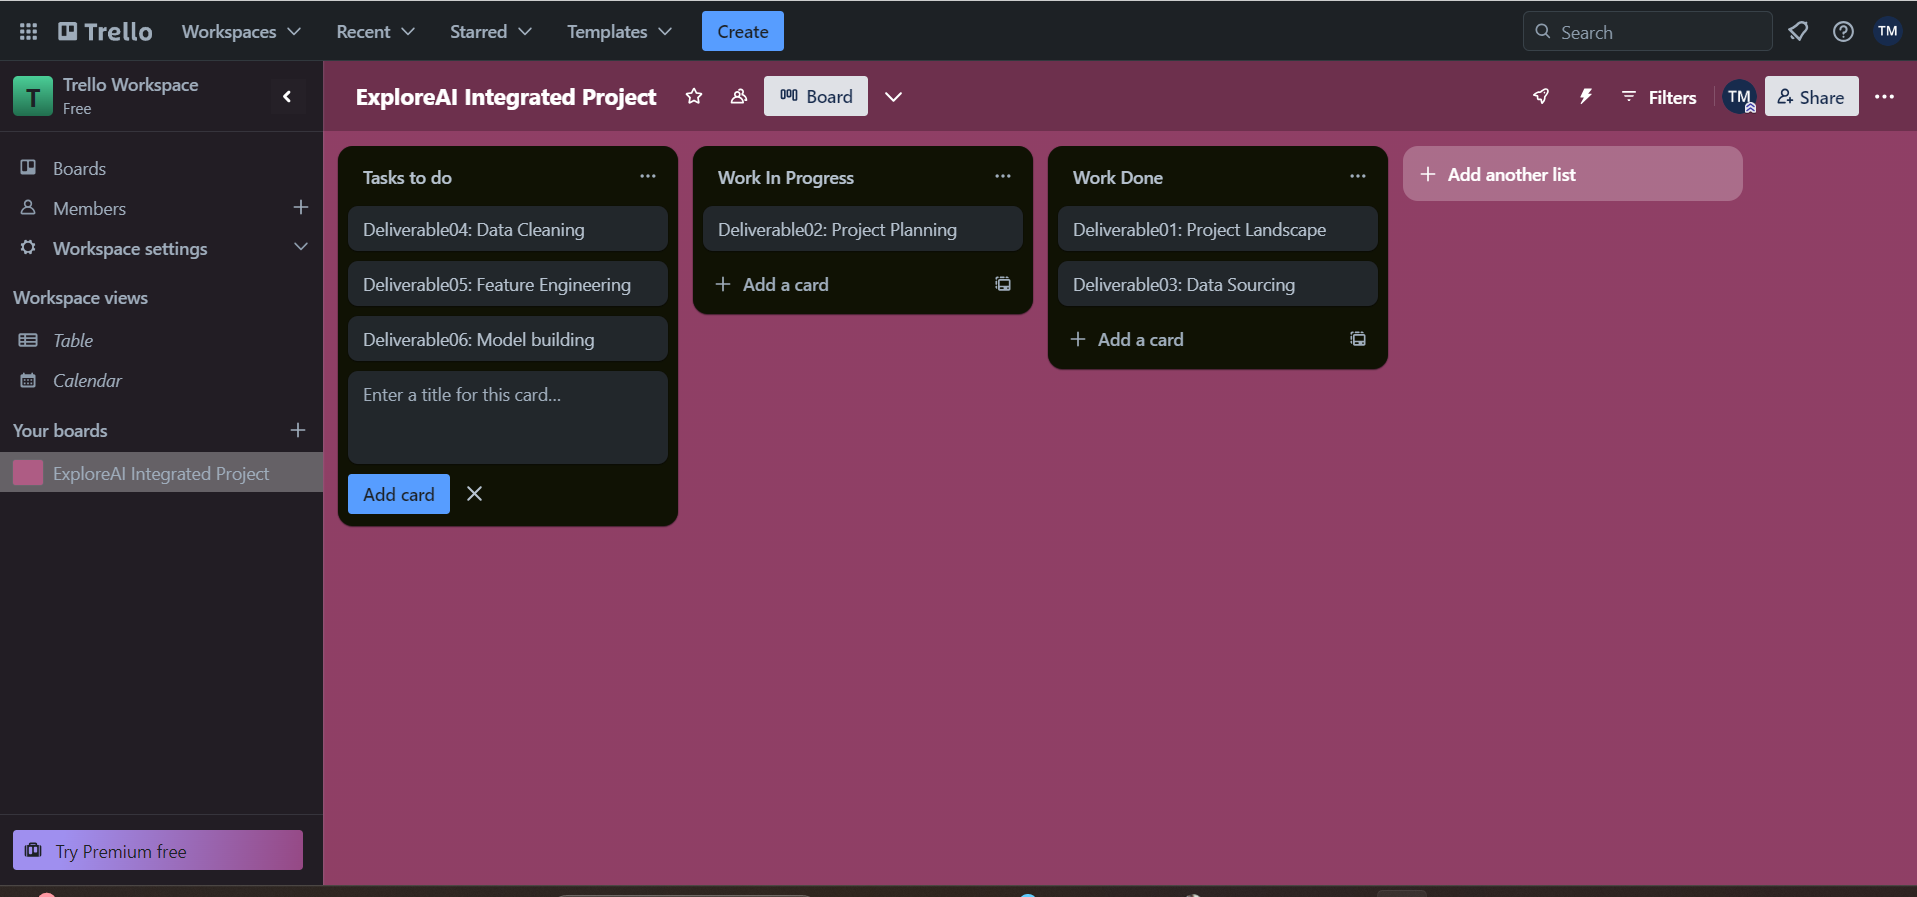 Trello Workspaces Recent Starred Templates Create Search TM
T Trello Workspace
Free
ExploreAI Integrated Project Board Filters TM Share
Boards
Members
Workspace settings
Workspace views
Table
Calendar
Your boards
ExploreAI Integrated Project
Try Premium free
Tasks to do
Deliverable04: Data Cleaning
Deliverable05: Feature Engineering
Deliverable06: Model building
Enter a title for this card...
Add card
Work In Progress
Deliverable02: Project Planning
Add a card
Work Done
Deliverable01: Project Landscape
Deliverable03: Data Sourcing
Add a card
Add another list